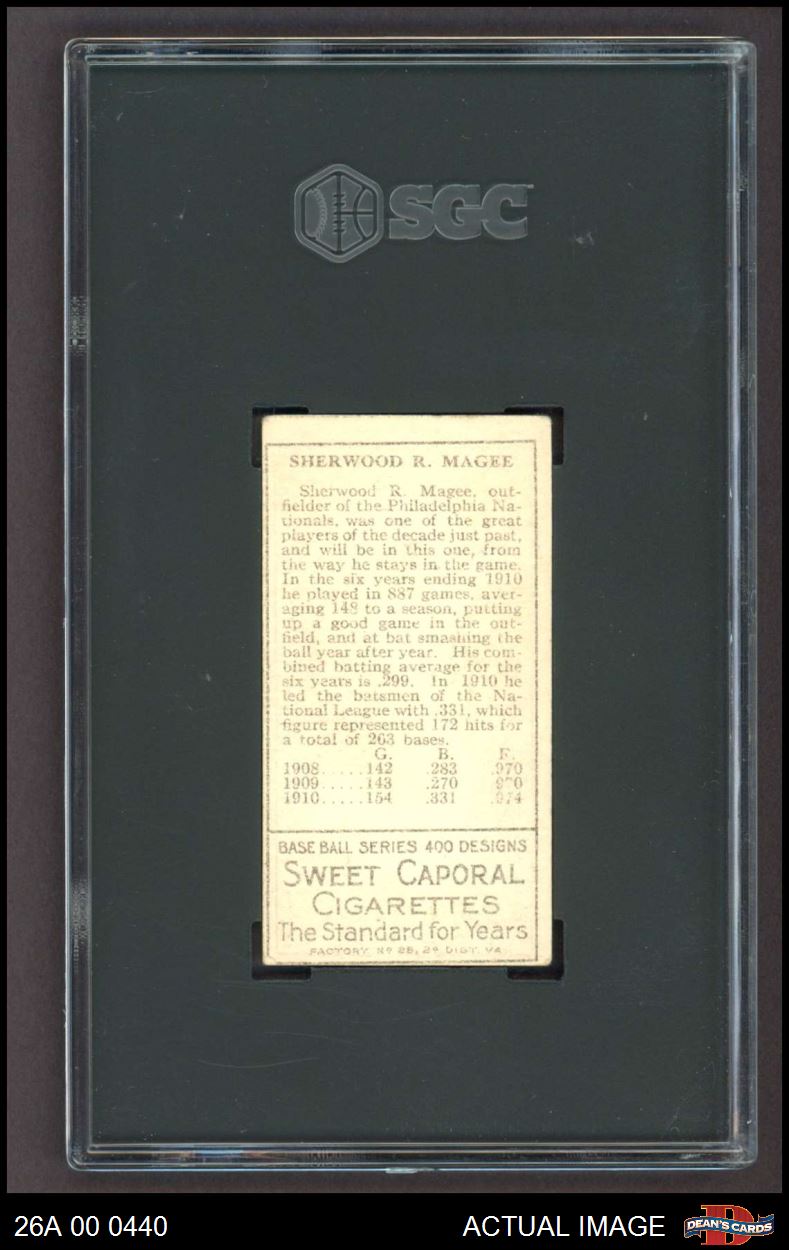 SGC
SHERWOOD R. MAGEE
Sherwood R. Magee, out-
fielder of the Philadelphia Na-
tionals, was one of the great
players of the decade just past,
and will be in this one, from
the way he stays in the game.
In the six years ending 1910
he played in 887 games, aver-
aging 148 to a season, putting
up a good game in the out-
field, and at bat smashing the
ball year after year. His com-
bined batting average for the
six years is .299. In 1910 he
led the batsmen of the Na-
tional League with .331, which
figure represented 172 hits for
a total of 263 bases.
G. B. F.
1908.....142 .283 .970
1909.....143 .270 .970
1910.....154 .331 .974
BASE BALL SERIES 400 DESIGNS
SWEET CAPORAL
CIGARETTES
The Standard for Years
FACTORY Nº 25, 2ᴰ DIST. VA.
26A 00 0440 ACTUAL IMAGE DEAN'S CARDS